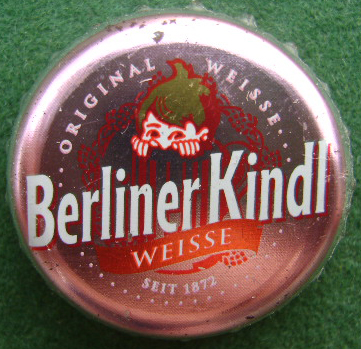 ORIGINAL WEISSE
Berliner Kindl
WEISSE
SEIT 1872